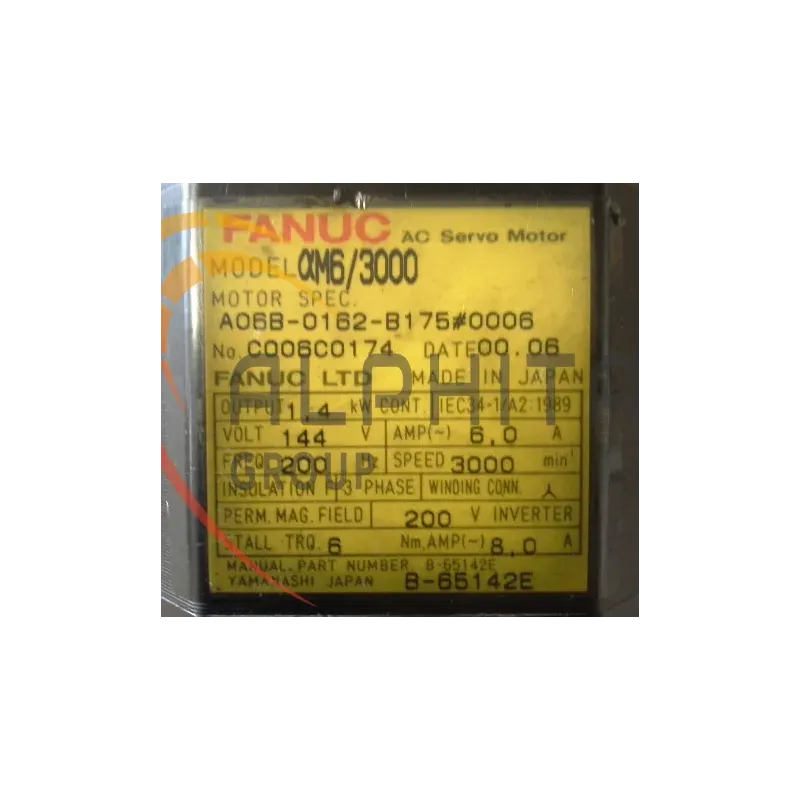 FANUC AC Servo Motor
MODEL αM6/3000
MOTOR SPEC.
A06B-0162-B175#0006
No. C006C0174 DATE 00.06
FANUC LTD MADE IN JAPAN
OUTPUT 1,4 kW CONT. IEC34-1/A2:1989
VOLT 144 V AMP(~) 6,0 A
FREQ. 200 Hz SPEED 3000 min⁻¹
INSULATION F 3-PHASE WINDING CONN.
PERM. MAG. FIELD 200 V INVERTER
STALL TRQ. 6 Nm, AMP(~) 8,0 A
MANUAL. PART NUMBER. B-65142E
YAMANASHI JAPAN B-65142E
ALPHIT
GROUP